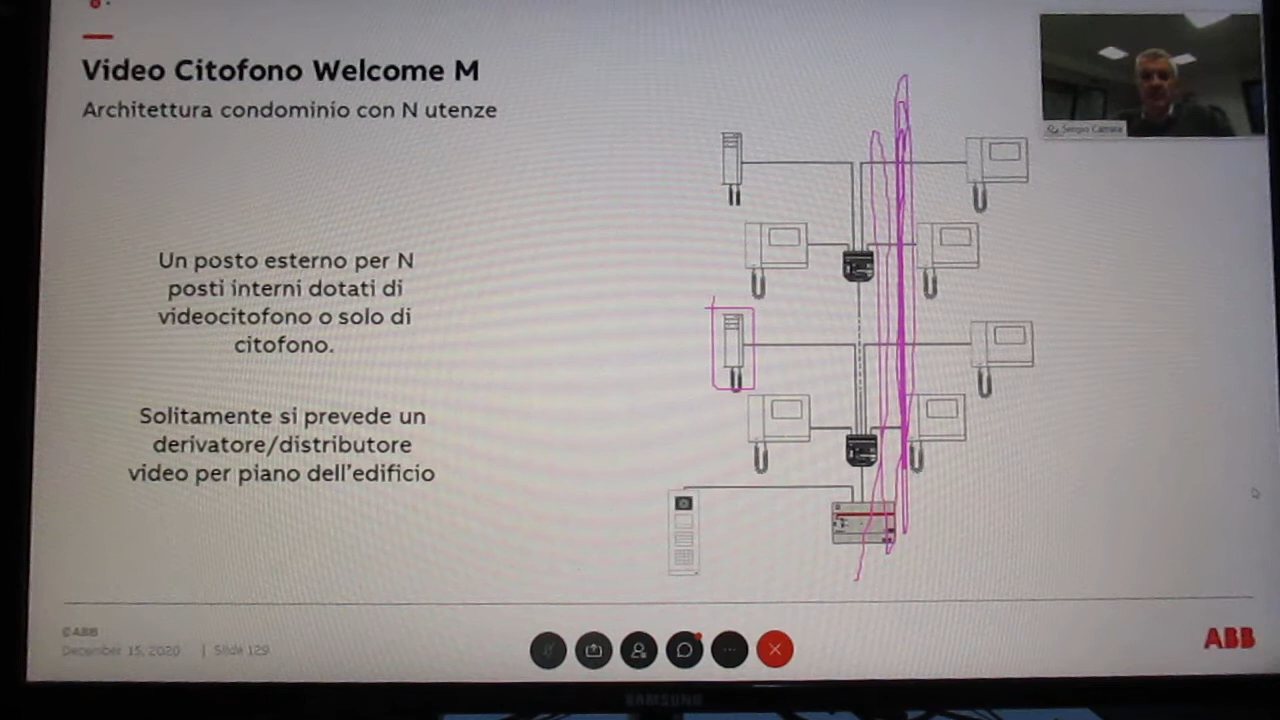 Video Citofono Welcome M
Architettura condominio con N utenze
Sergio Carrara
Un posto esterno per N
posti interni dotati di
videocitofono o solo di
citofono.
Solitamente si prevede un
derivatore/distributore
video per piano dell'edificio
©ABB
December 15, 2020 | Slide 129
ABB
SAMSUNG